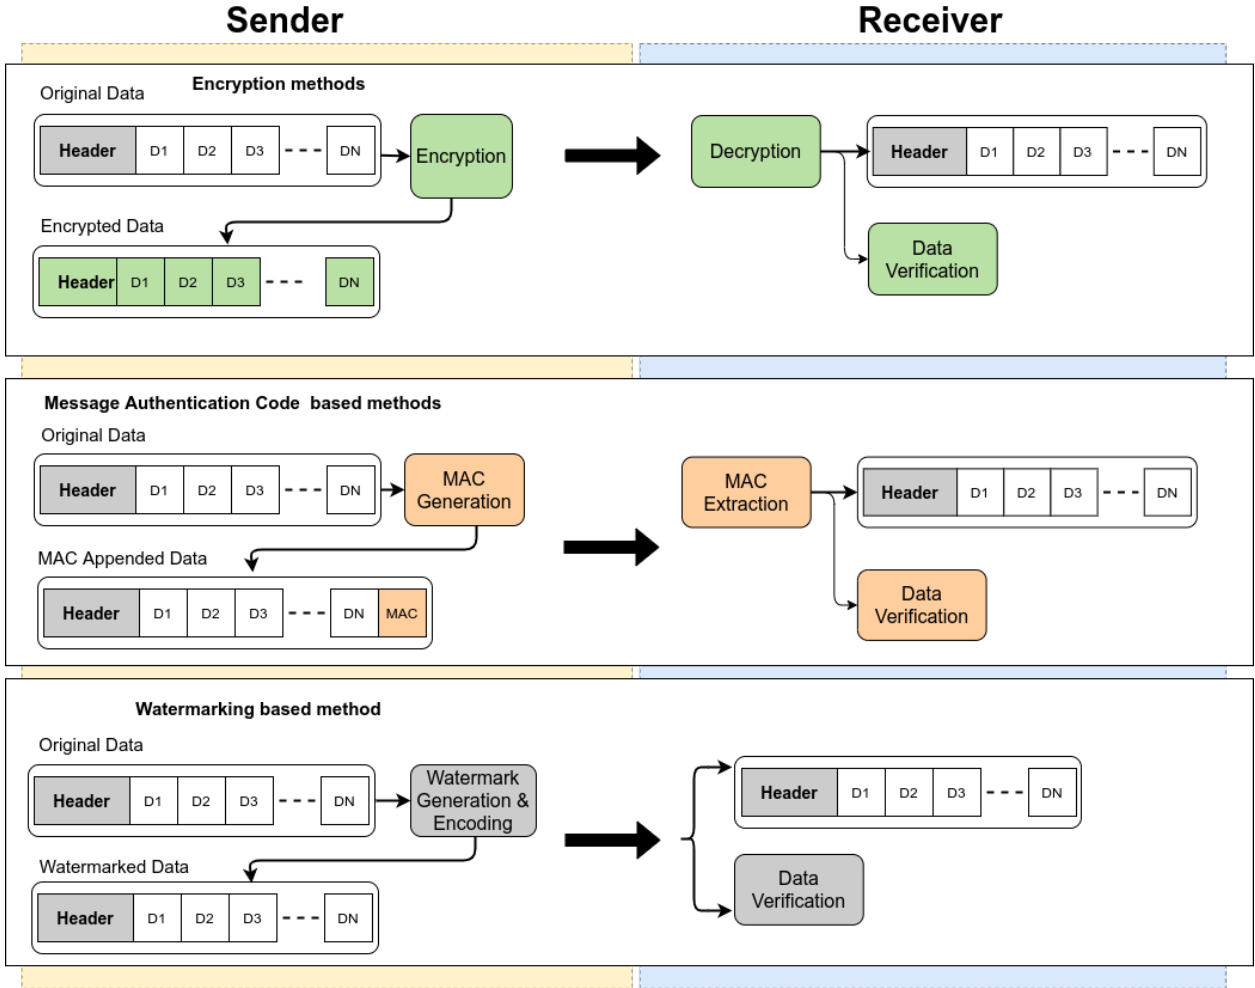 Sender
Receiver
Encryption methods
Original Data
Header D1 D2 D3 DN
Encryption
Decryption
Header D1 D2 D3 DN
Encrypted Data
Header D1 D2 D3 DN
Data
Verification
Message Authentication Code based methods
Original Data
Header D1 D2 D3 DN
MAC
Generation
MAC
Extraction
Header D1 D2 D3 DN
MAC Appended Data
Header D1 D2 D3 DN MAC
Data
Verification
Watermarking based method
Original Data
Header D1 D2 D3 DN
Watermark
Generation &
Encoding
Header D1 D2 D3 DN
Watermarked Data
Header D1 D2 D3 DN
Data
Verification